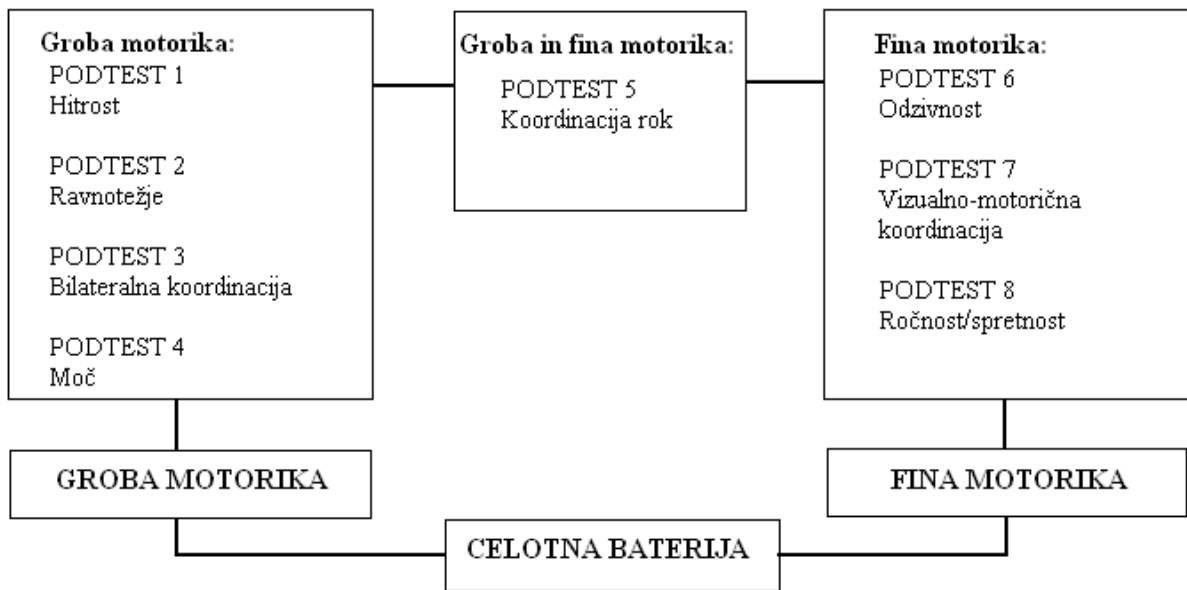 Groba motorika:
PODTEST 1
Hitrost
PODTEST 2
Ravnotežje
PODTEST 3
Bilateralna koordinacija
PODTEST 4
Moč
Groba in fina motorika:
PODTEST 5
Koordinacija rok
Fina motorika:
PODTEST 6
Odzivnost
PODTEST 7
Vizualno-motorična
koordinacija
PODTEST 8
Ročnost/spretnost
GROBA MOTORIKA
FINA MOTORIKA
CELOTNA BATERIJA